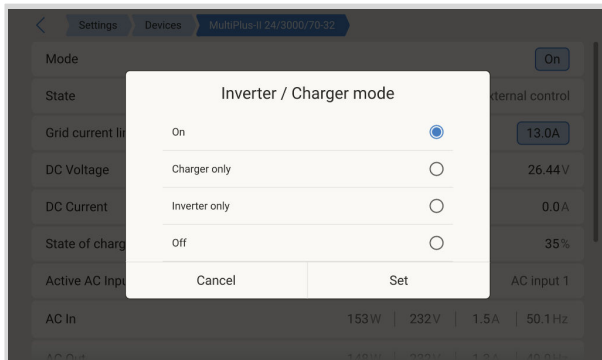 Settings Devices MultiPlus-II 24/3000/70-32
Mode On
State xternal control
Inverter / Charger mode
On
Grid current lir 13.0A
Charger only
DC Voltage 26.44V
Inverter only
DC Current 0.0A
Off
State of charg 35%
Cancel Set
Active AC Inpu AC input 1
AC In 153W 232V 1.5A 50.1Hz